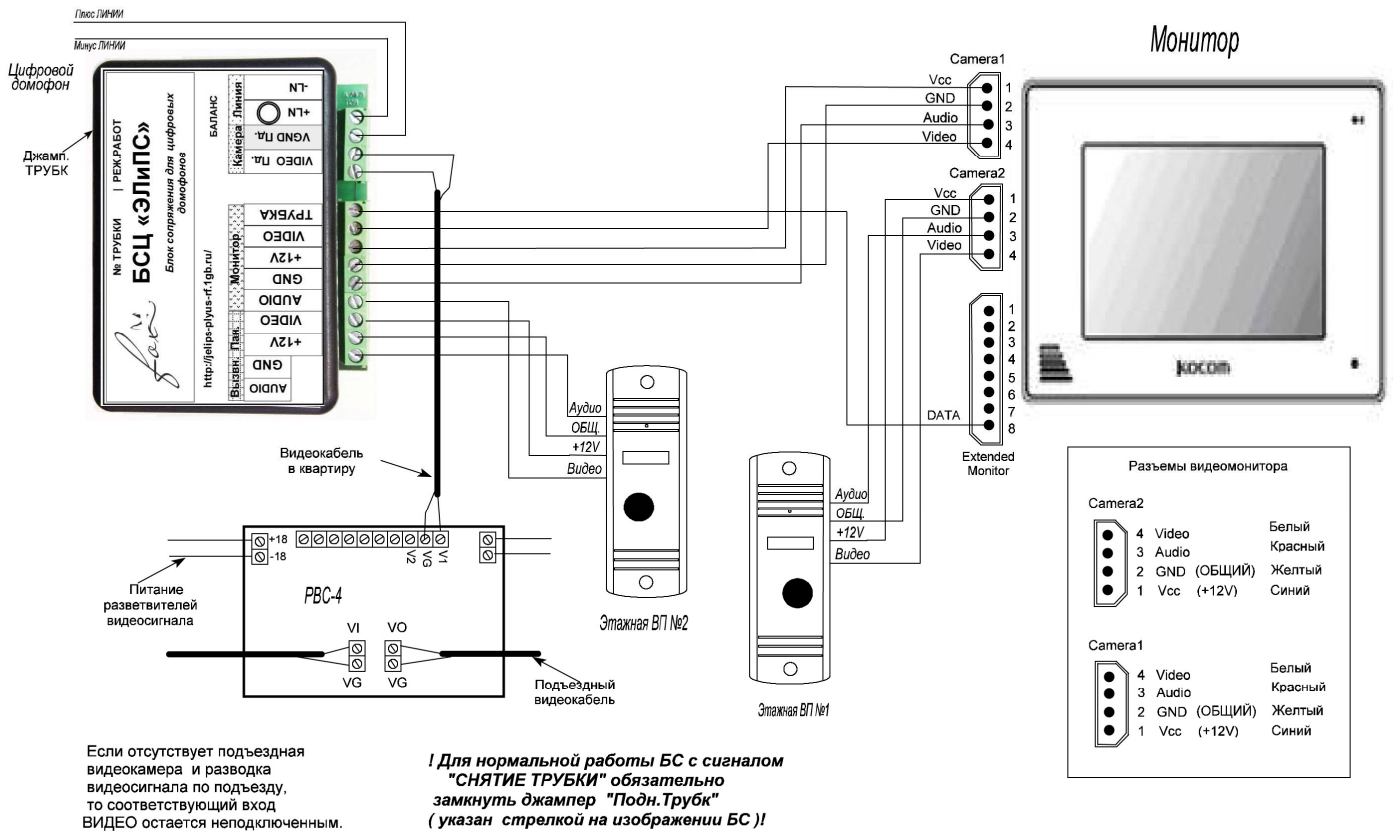 Плюс ЛИНИИ
Минус ЛИНИИ
Цифровой
домофон
Джамп.
ТРУБК
№ ТРУБКИ | РЕЖ.РАБОТ
БСЦ «ЭЛиПС»
Блок сопряжения для цифровых
домофонов
http://jelips-plyus-rf.1gb.ru/
БАЛАНС
Линия
Камера
Монитор
Вызвн. Пан.
-LN
+LN
VGND Пд.
VIDEO Пд.
ТРУБКА
VIDEO
+12V
GND
AUDIO
VIDEO
+12V
GND
AUDIO
Монитор
Camera1
Vcc 1
GND 2
Audio 3
Video 4
Camera2
Vcc 1
GND 2
Audio 3
Video 4
1
2
3
4
5
6
7
DATA 8
Extended
Monitor
kocom
Аудио
ОБЩ.
+12V
Видео
Этажная ВП №2
Аудио
ОБЩ.
+12V
Видео
Этажная ВП №1
Видеокабель
в квартиру
+18
-18
V2
VG
V1
РВС-4
Питание
разветвителей
видеосигнала
VI VO
VG VG
Подъездный
видеокабель
Разъемы видеомонитора
Camera2
4 Video Белый
3 Audio Красный
2 GND (ОБЩИЙ) Желтый
1 Vcc (+12V) Синий
Camera1
4 Video Белый
3 Audio Красный
2 GND (ОБЩИЙ) Желтый
1 Vcc (+12V) Синий
Если отсутствует подъездная
видеокамера и разводка
видеосигнала по подъезду,
то соответствующий вход
ВИДЕО остается неподключенным.
! Для нормальной работы БС с сигналом
"СНЯТИЕ ТРУБКИ" обязательно
замкнуть джампер "Подн.Трубк"
( указан стрелкой на изображении БС )!